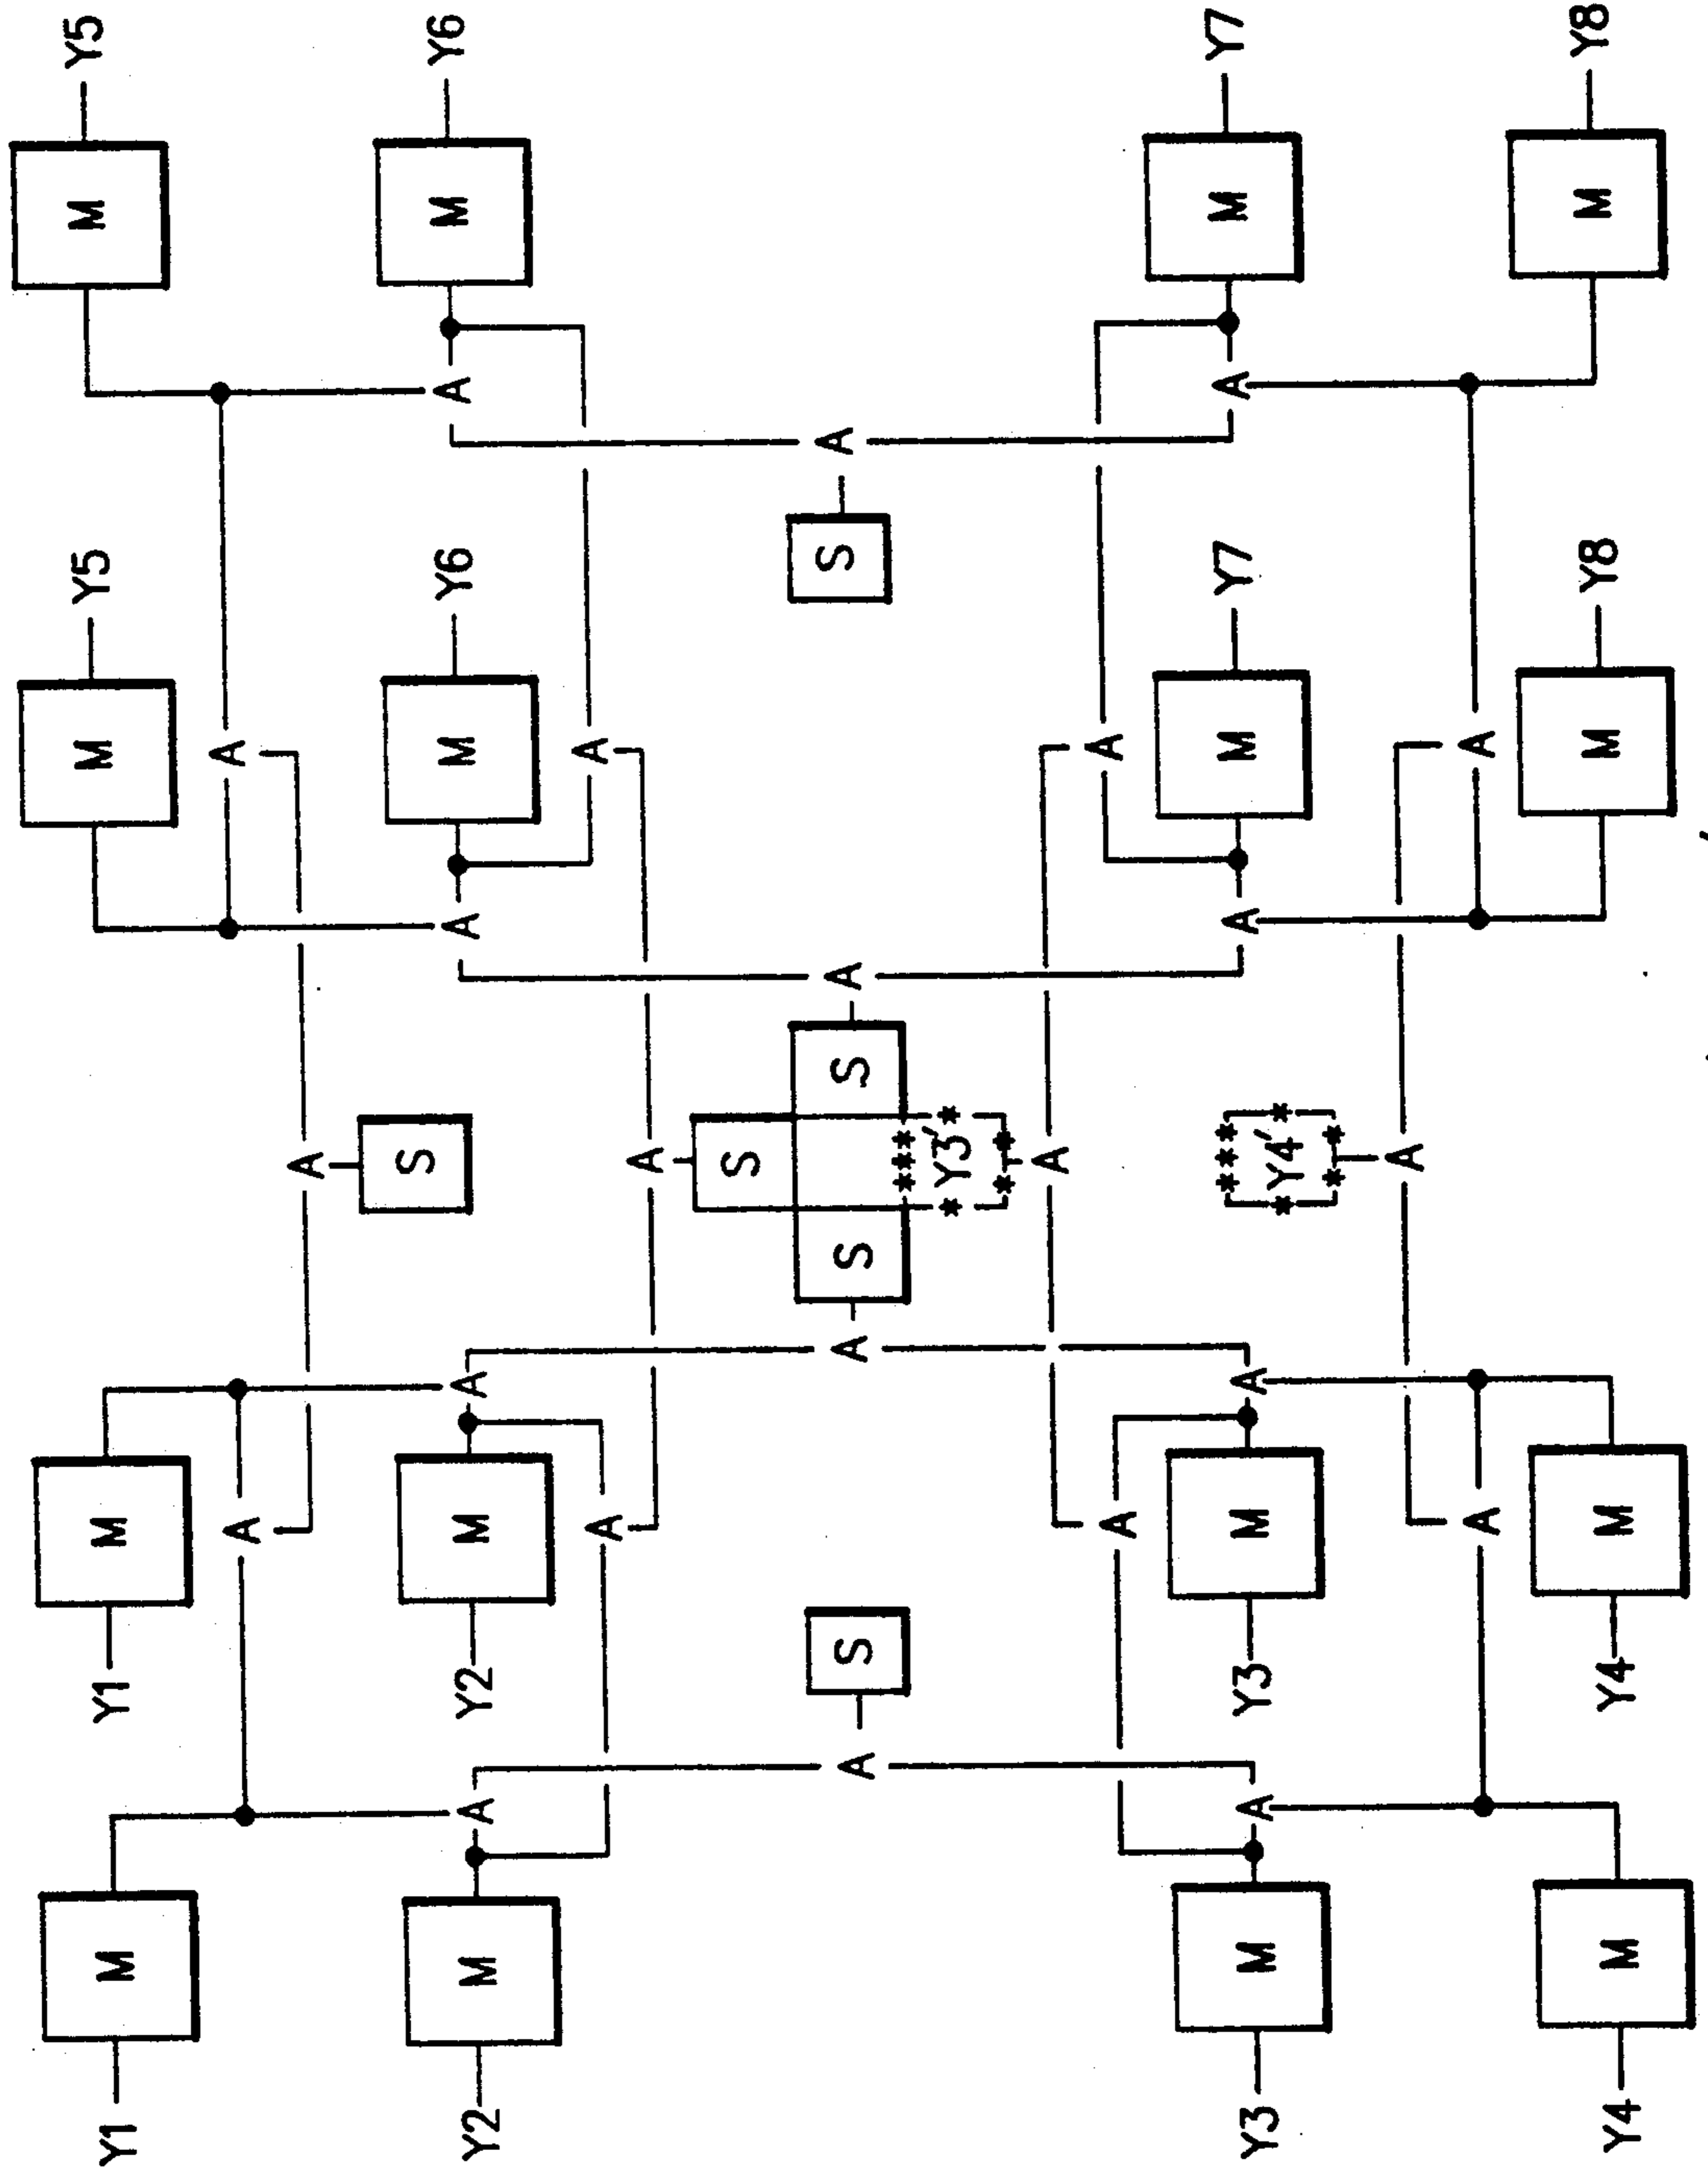 Y1 M Y1 M M Y5 M Y5
A A
A
S
Y2 M A Y2 M A A M Y6 A M Y6
A A
A
S
A S A S S A S A
***
* Y3' *
* *
A
A A
Y3 M A Y3 M A *** A M Y7 A M Y7
* Y4' *
* *
A
A A
Y4 M Y4 M M Y8 M Y8